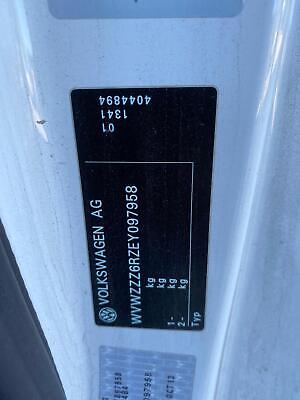 VOLKSWAGEN AG
WVWZZZ6RZEY097958
kg
kg
1- kg
2- kg
Typ
4044894
1341
01